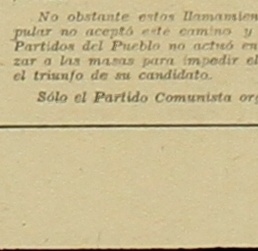 No obstante estos llamamien
pular no aceptó este camino y
Partidos del Pueblo no actuó en
zar a las masas para impedir el
el triunfo de su candidato.
Sólo el Partido Comunista org